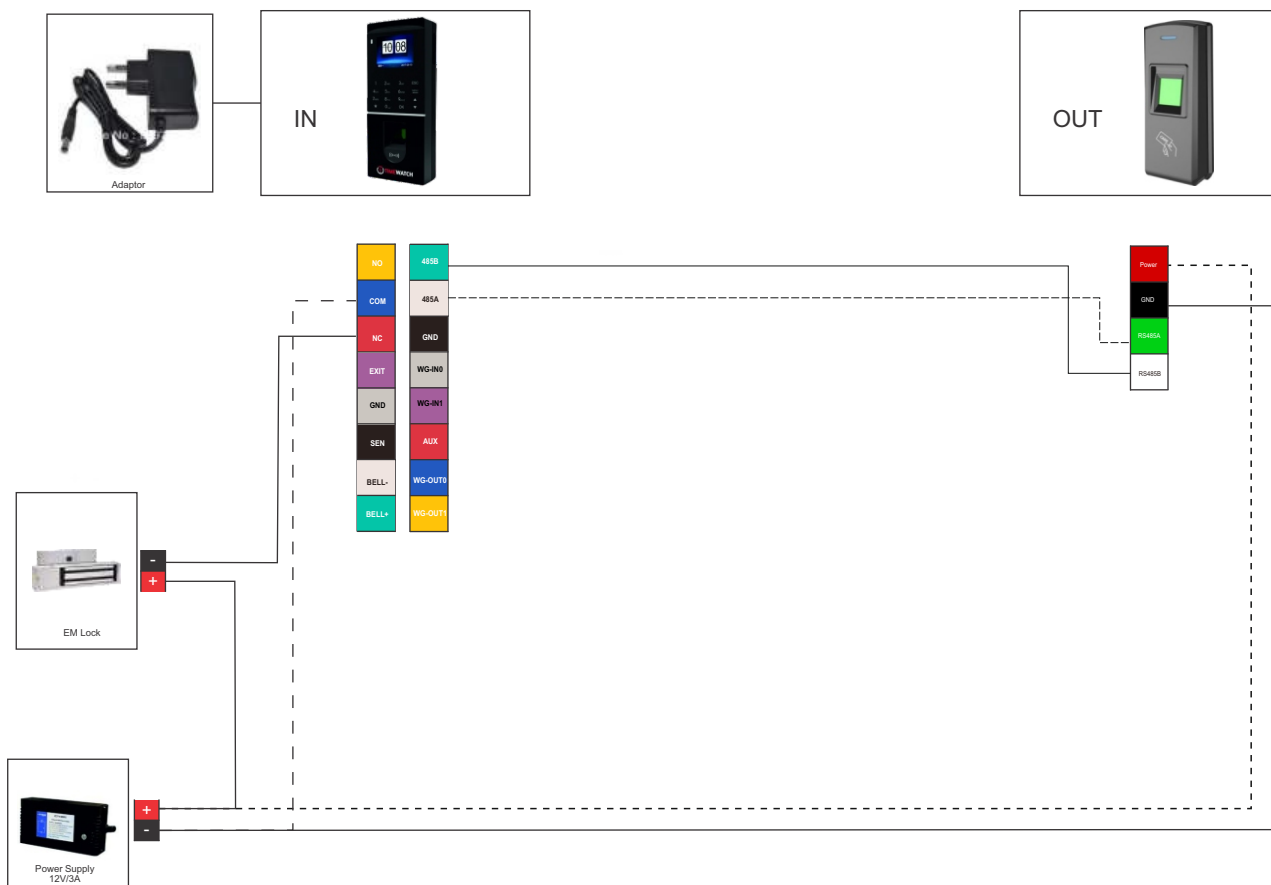 Adaptor
IN
10 08
WATCH
OUT
NO
COM
NC
EXIT
GND
SEN
BELL-
BELL+
485B
485A
GND
WG-IN0
WG-IN1
AUX
WG-OUT0
WG-OUT1
Power
GND
RS485A
RS485B
-
+
EM Lock
+
-
Power Supply
12V/3A